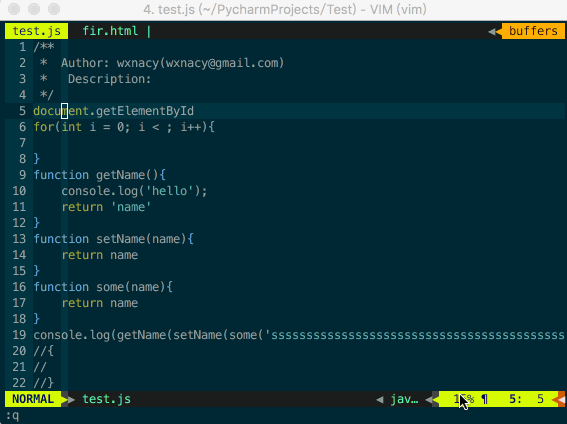 4. test.js (~/PycharmProjects/Test) - VIM (vim)
test.js fir.html | buffers
1 /**
2  *  Author: wxnacy(wxnacy@gmail.com)
3  *   Description:
4  */
5 document.getElementById
6 for(int i = 0; i < ; i++){
7
8 }
9 function getName(){
10     console.log('hello');
11     return 'name'
12 }
13 function setName(name){
14     return name
15 }
16 function some(name){
17     return name
18 }
19 console.log(getName(setName(some('ssssssssssssssssssssssssssssssssssssssssss
20 //{
21 //
22 //}
NORMAL test.js jav… ¶ 5: 5
:q